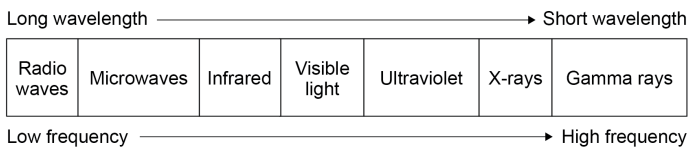 Long wavelength Short wavelength
Radio waves
Microwaves
Infrared
Visible light
Ultraviolet
X-rays
Gamma rays
Low frequency High frequency